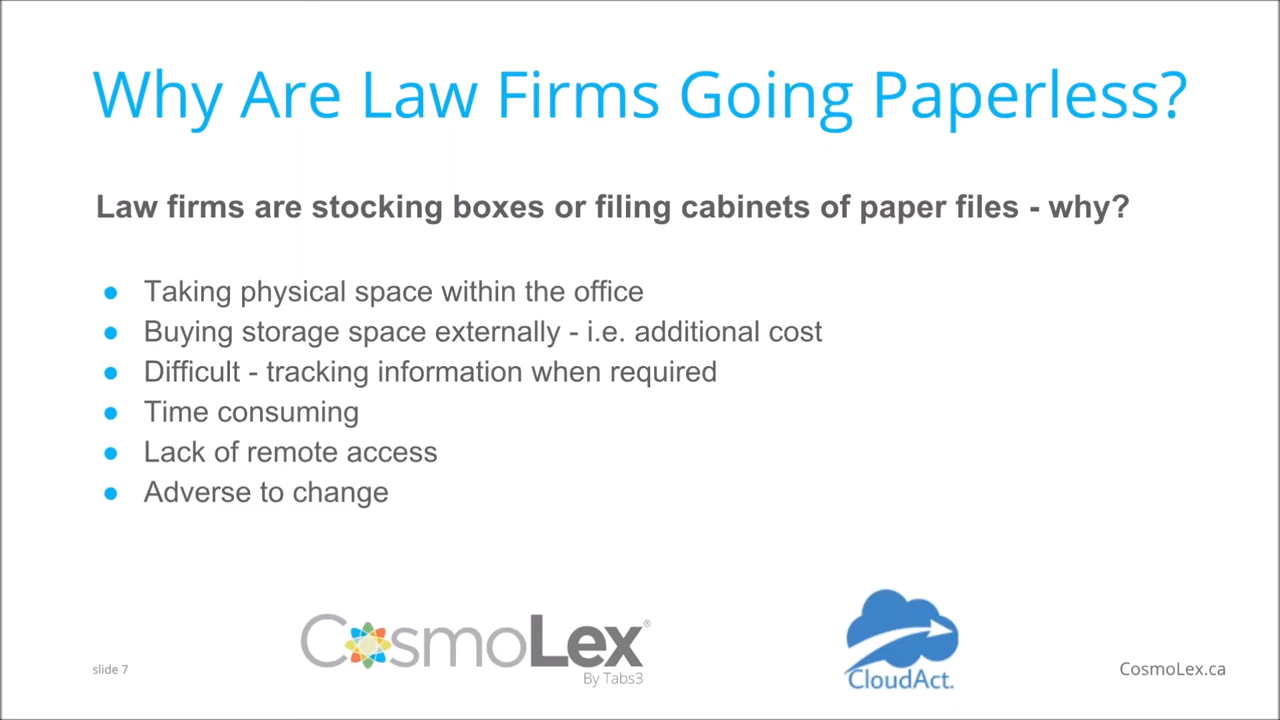 Why Are Law Firms Going Paperless?
Law firms are stocking boxes or filing cabinets of paper files - why?
● Taking physical space within the office
● Buying storage space externally - i.e. additional cost
● Difficult - tracking information when required
● Time consuming
● Lack of remote access
● Adverse to change
CosmoLex®
By Tabs3
CloudAct.
slide 7
CosmoLex.ca